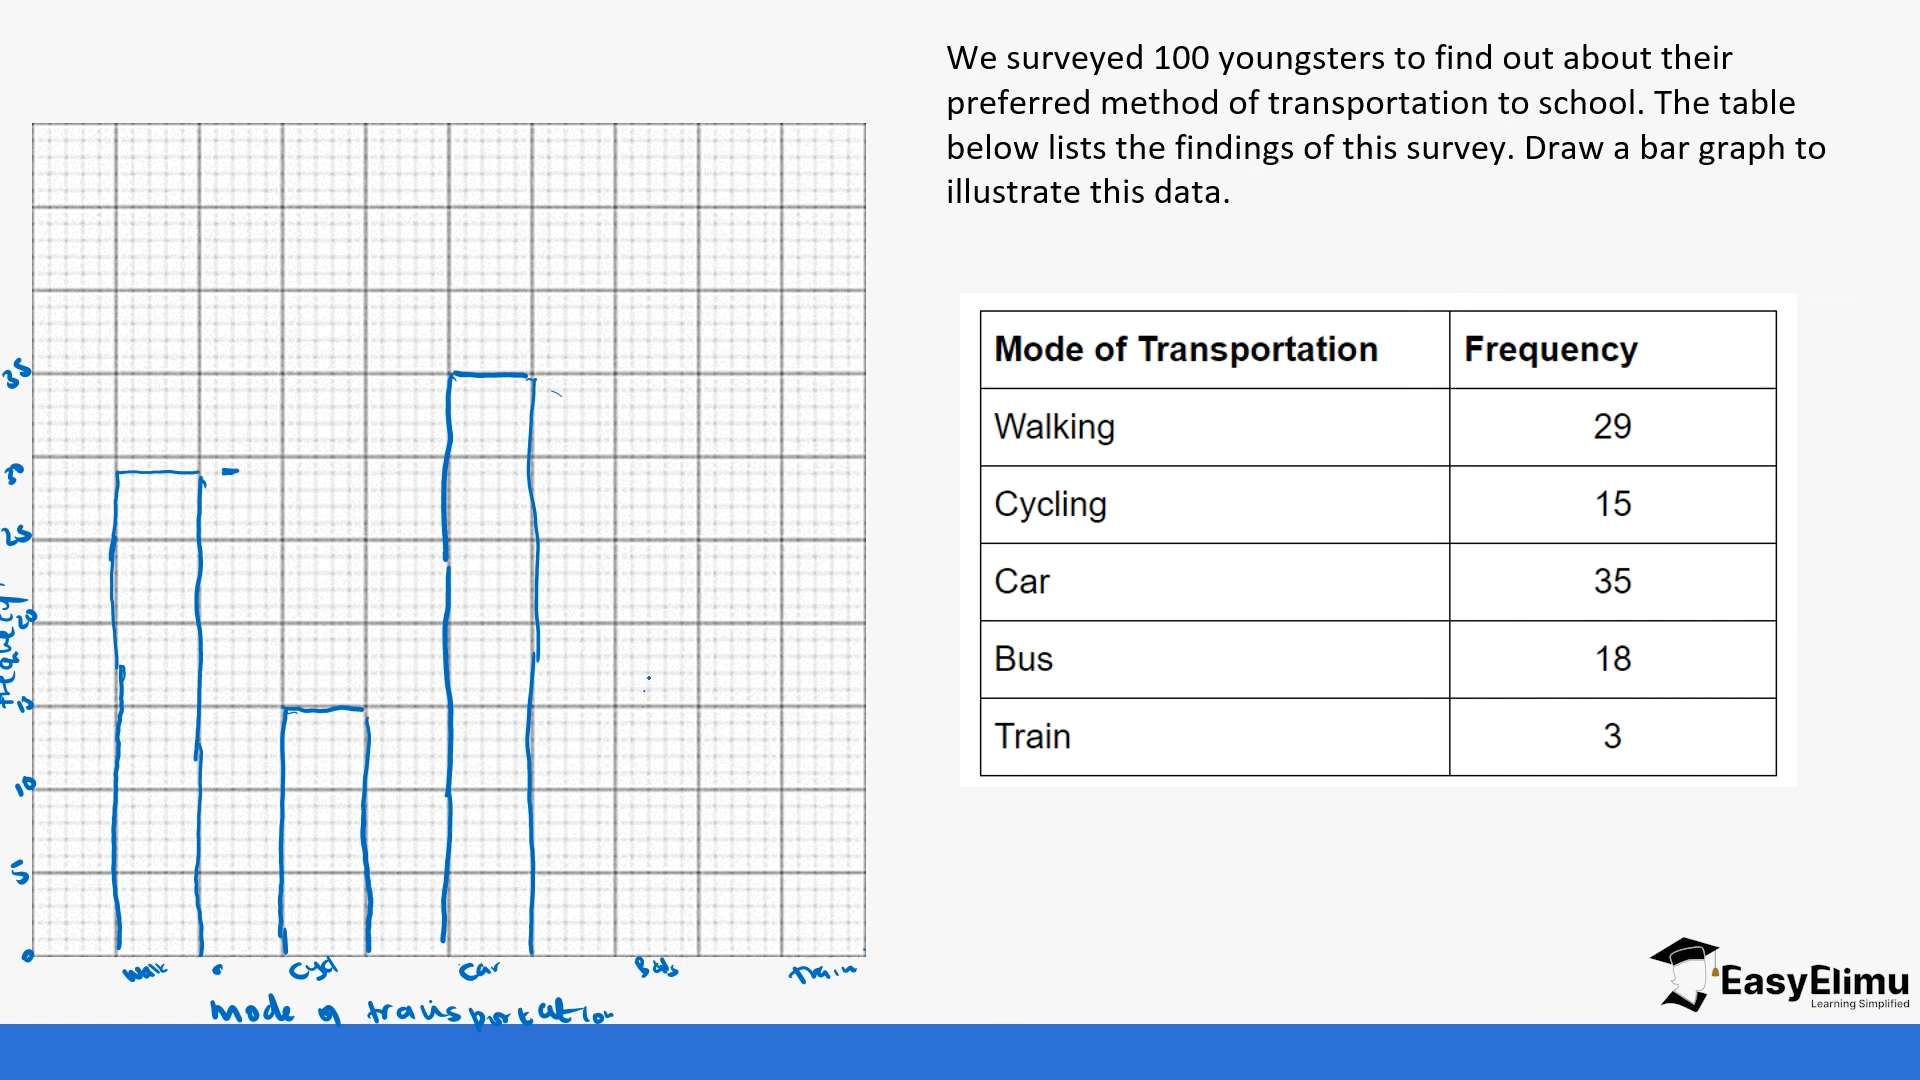 We surveyed 100 youngsters to find out about their
preferred method of transportation to school. The table
below lists the findings of this survey. Draw a bar graph to
illustrate this data.
Mode of Transportation Frequency
Walking 29
Cycling 15
Car 35
Bus 18
Train 3
35
30
25
20
15
10
5
0
Frequency
Walk Cycl Car Train
Mode of transportation
EasyElimu
Learning Simplified